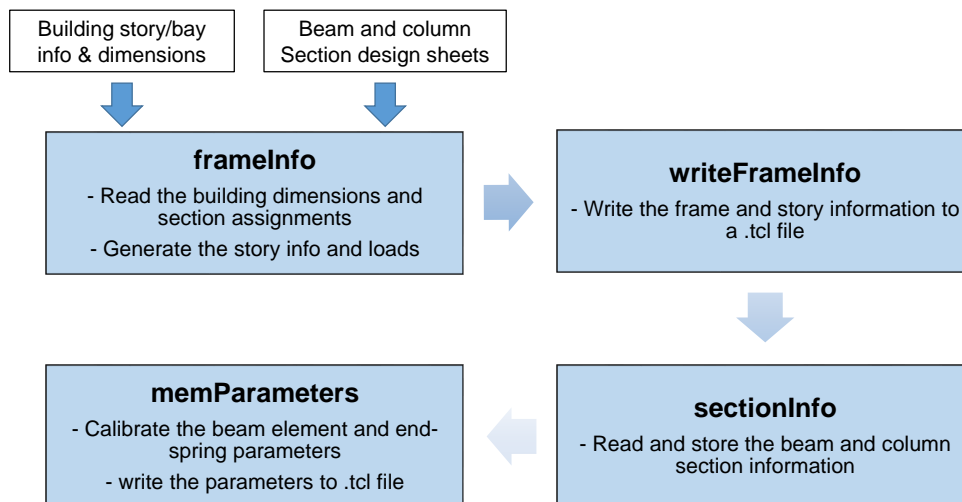 Building story/bay
info & dimensions
Beam and column
Section design sheets
frameInfo
- Read the building dimensions and
section assignments
- Generate the story info and loads
writeFrameInfo
- Write the frame and story information to
a .tcl file
memParameters
- Calibrate the beam element and end-
spring parameters
- write the parameters to .tcl file
sectionInfo
- Read and store the beam and column
section information